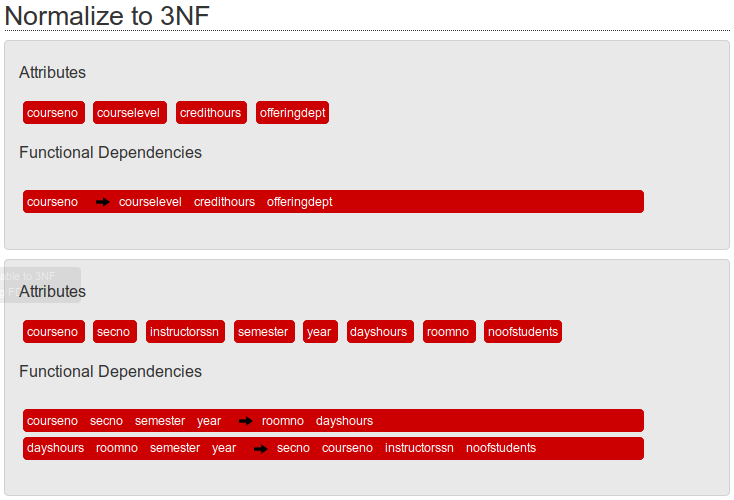 Normalize to 3NF
Attributes
courseno courselevel credithours offeringdept
Functional Dependencies
courseno courselevel credithours offeringdept
able to 3NF
Attributes
courseno secno instructorssn semester year dayshours roomno noofstudents
Functional Dependencies
courseno secno semester year roomno dayshours
dayshours roomno semester year secno courseno instructorssn noofstudents